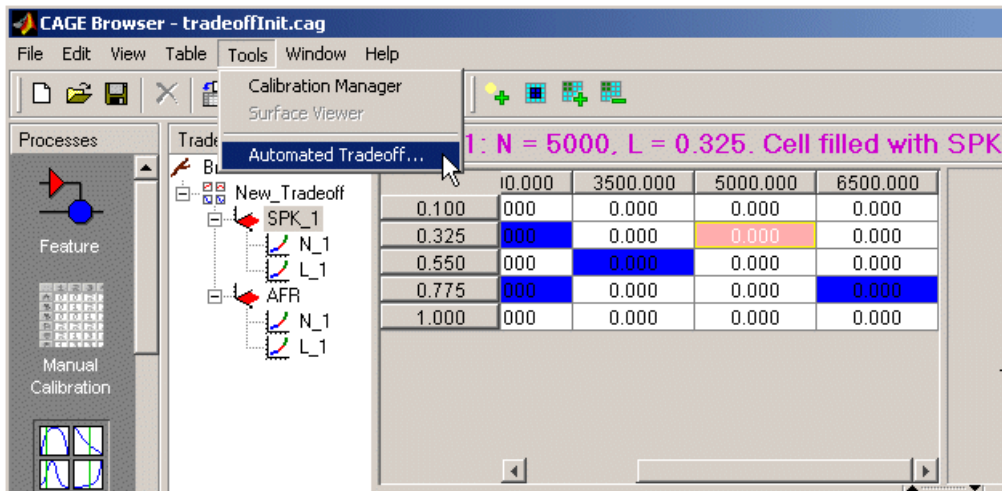 CAGE Browser - tradeoffInit.cag
File Edit View Table Tools Window Help
Calibration Manager
Surface Viewer
Automated Tradeoff...
Processes
Feature
Manual
Calibration
Trade
New_Tradeoff
SPK_1
N_1
L_1
AFR
N_1
L_1
1: N = 5000, L = 0.325. Cell filled with SPK
0.000 3500.000 5000.000 6500.000
0.100 000 0.000 0.000 0.000
0.325 000 0.000 0.000 0.000
0.550 000 0.000 0.000 0.000
0.775 000 0.000 0.000 0.000
1.000 000 0.000 0.000 0.000